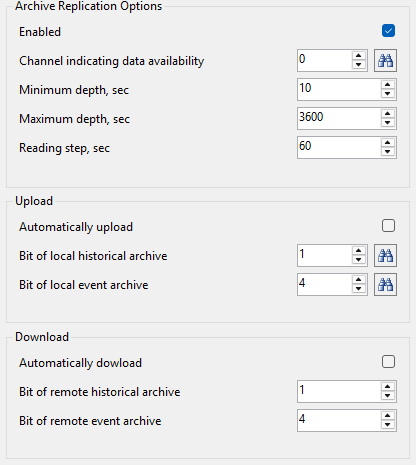 Archive Replication Options
Enabled
Channel indicating data availability 0
Minimum depth, sec 10
Maximum depth, sec 3600
Reading step, sec 60
Upload
Automatically upload
Bit of local historical archive 1
Bit of local event archive 4
Download
Automatically dowload
Bit of remote historical archive 1
Bit of remote event archive 4